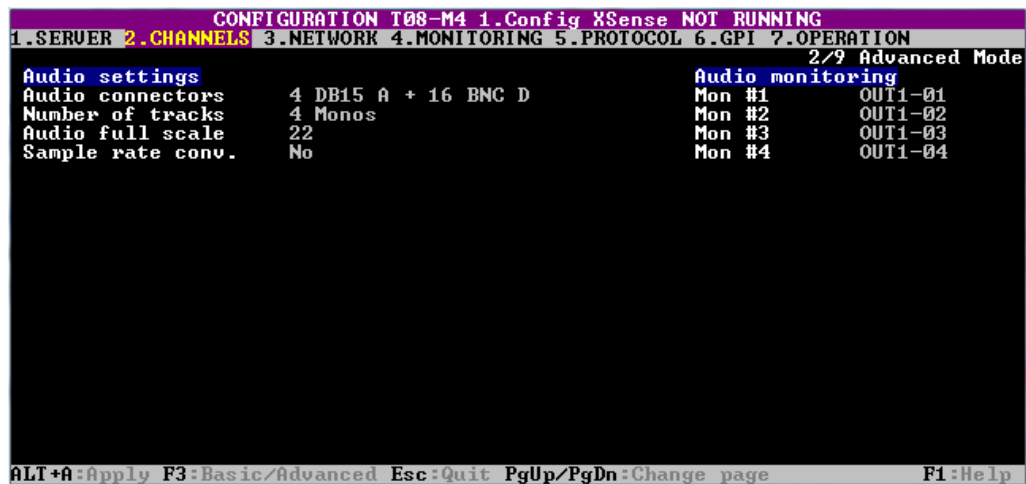 CONFIGURATION T08-M4 1.Config XSense NOT RUNNING
1.SERVER 2.CHANNELS 3.NETWORK 4.MONITORING 5.PROTOCOL 6.GPI 7.OPERATION
2/9 Advanced Mode
Audio settings Audio monitoring
Audio connectors 4 DB15 A + 16 BNC D Mon #1 OUT1-01
Number of tracks 4 Monos Mon #2 OUT1-02
Audio full scale 22 Mon #3 OUT1-03
Sample rate conv. No Mon #4 OUT1-04
ALT+A:Apply F3:Basic/Advanced Esc:Quit PgUp/PgDn:Change page F1:Help